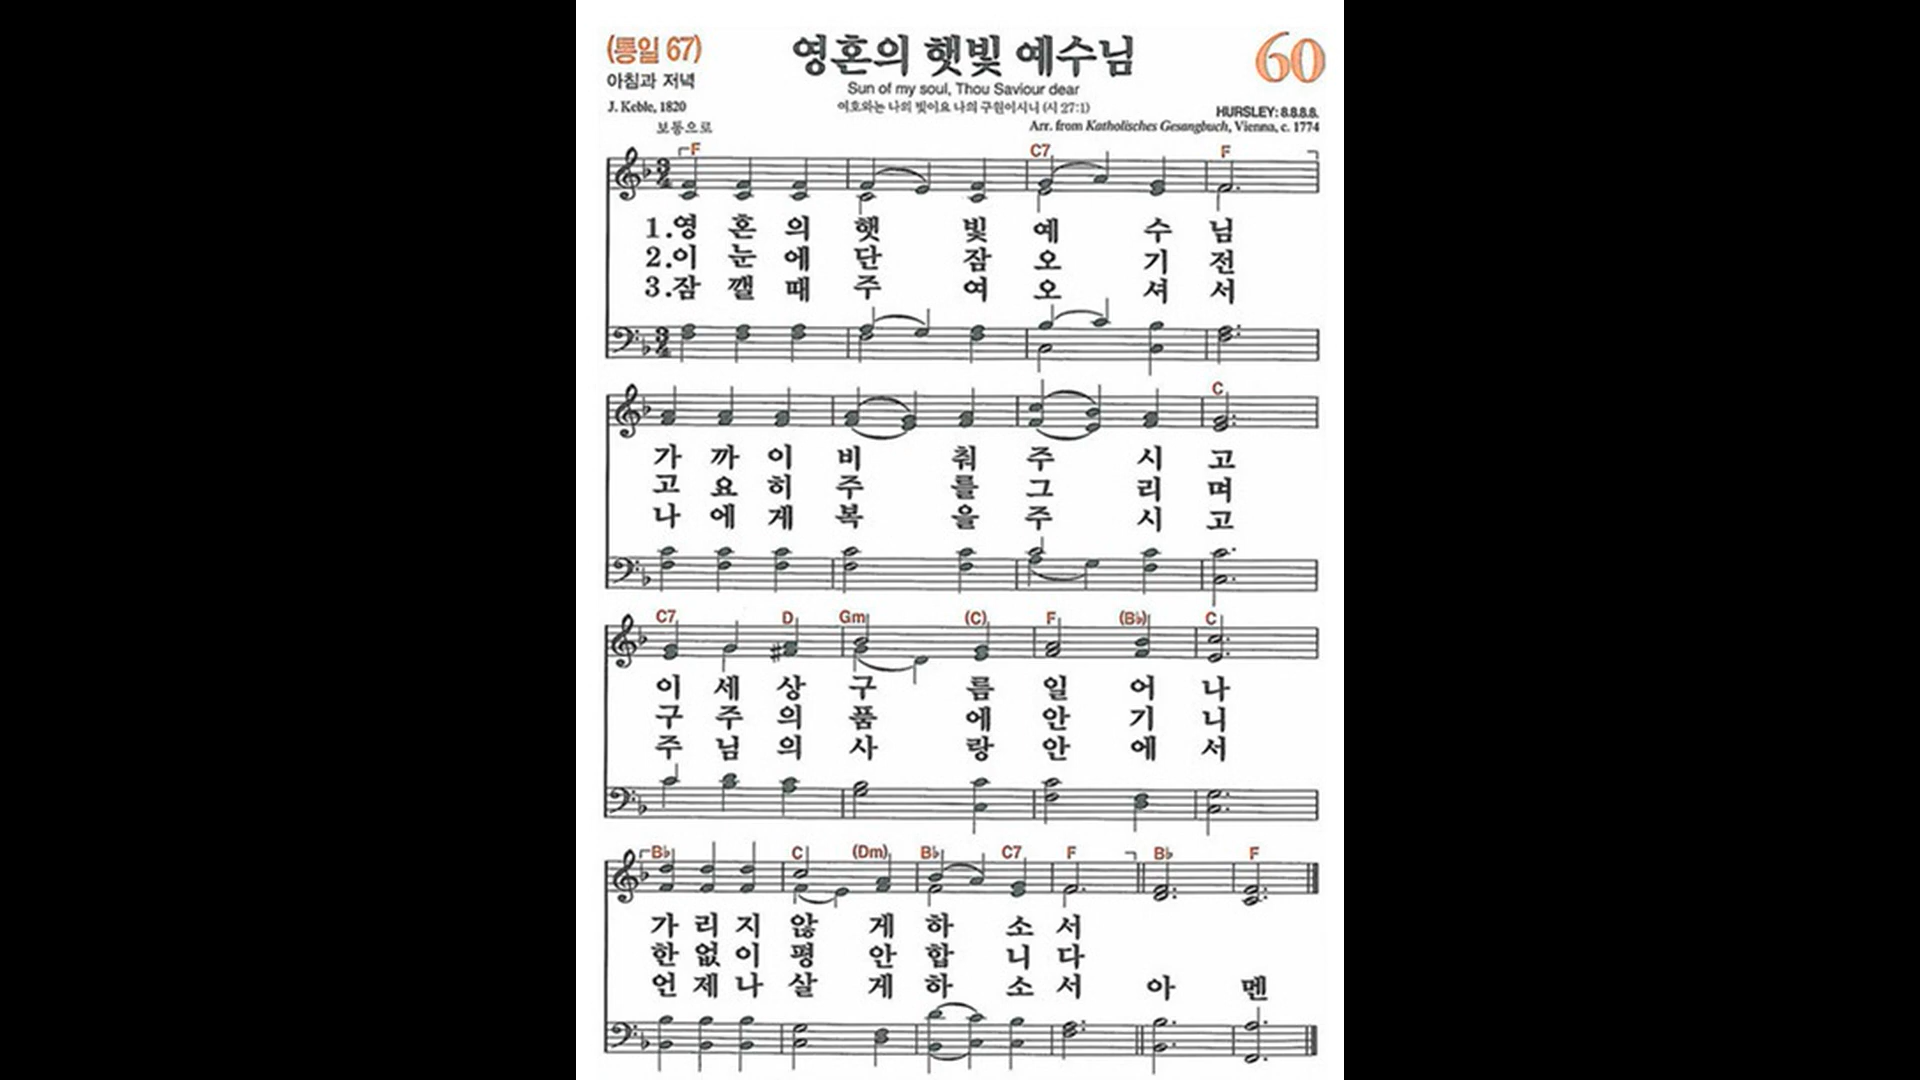 (통일 67)
영혼의 햇빛 예수님
60
아침과 저녁
Sun of my soul, Thou Saviour dear
J. Keble, 1820
여호와는 나의 빛이요 나의 구원이시니 (시 27:1)
HURSLEY: 8.8.8.8.
보통으로
Arr. from Katholisches Gesangbuch, Vienna, c. 1774
F C7 F
1.영 혼 의 햇 빛 예 수 님
2.이 눈 에 단 잠 오 기 전
3.잠 깰 때 주 여 오 셔 서
C
가 까 이 비 춰 주 시 고
고 요 히 주 를 그 리 며
나 에 게 복 을 주 시 고
C7 D Gm (C) F (B♭) C
이 세 상 구 름 일 어 나
구 주 의 품 에 안 기 니
주 님 의 사 랑 안 에 서
B♭ C (Dm) B♭ C7 F B♭ F
가 리 지 않 게 하 소 서
한 없 이 평 안 합 니 다
언 제 나 살 게 하 소 서 아 멘